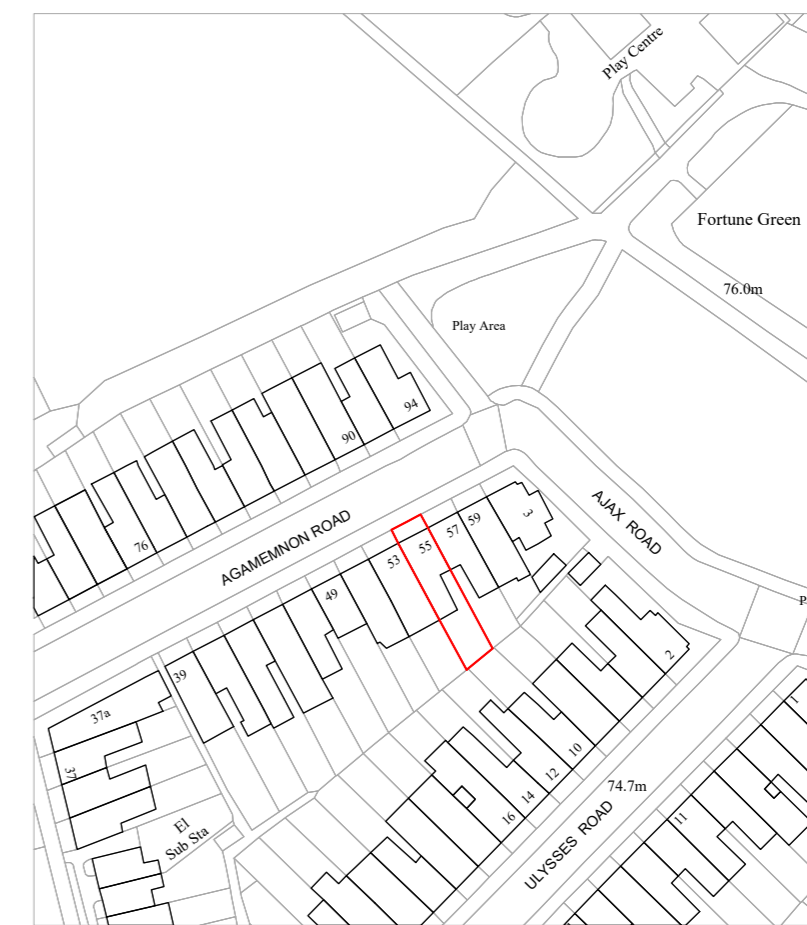 Play Centre
Fortune Green
76.0m
Play Area
94
90
AJAX ROAD
3
59
57
55
53
76
AGAMEMNON ROAD
49
39
2
37a
37
10
12
14
16
74.7m
1
11
El
Sub Sta
ULYSSES ROAD